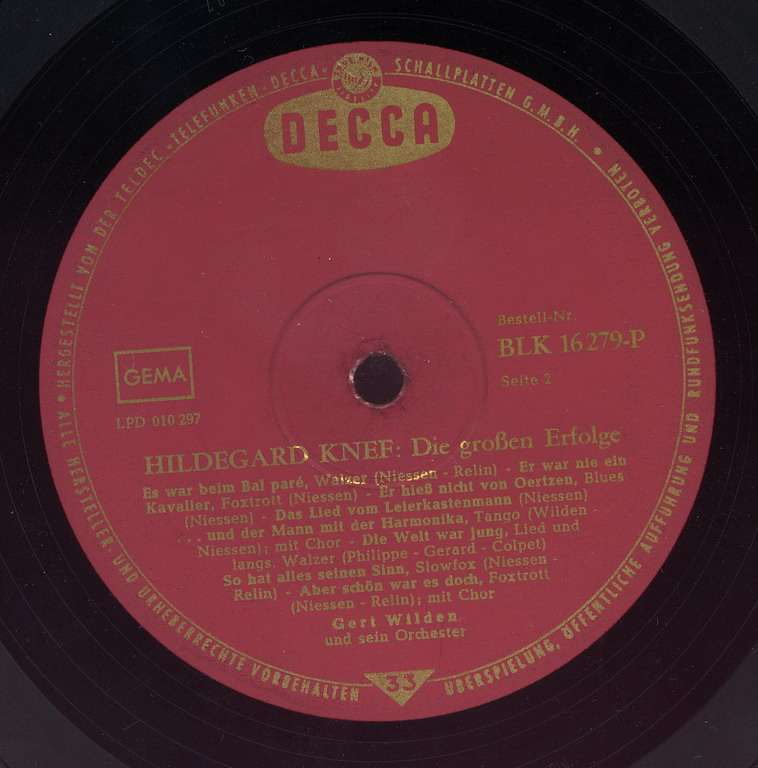 ALLE HERSTELLER- UND URHEBERRECHTE VORBEHALTEN
HERGESTELLT VON DER TELDEC »TELEFUNKEN-DECCA« SCHALLPLATTEN G.M.B.H.
ÜBERSPIELUNG, ÖFFENTLICHE AUFFÜHRUNG UND RUNDFUNKSENDUNG VERBOTEN
DECCA
Bestell-Nr.
BLK 16279-P
Seite 2
GEMA
LPD 010 297
HILDEGARD KNEF: Die großen Erfolge
Es war beim Bal paré, Walzer (Niessen - Relin) - Er war nie ein
Kavalier, Foxtrott (Niessen) - Er hieß nicht von Oertzen, Blues
(Niessen) - Das Lied vom Leierkastenmann (Niessen)
... und der Mann mit der Harmonika, Tango (Wilden -
Niessen); mit Chor - Die Welt war jung, Lied und
langs. Walzer (Philippe - Gerard - Colpet)
So hat alles seinen Sinn, Slowfox (Niessen -
Relin) - Aber schön war es doch, Foxtrott
(Niessen - Relin); mit Chor
Gert Wilden
und sein Orchester
33